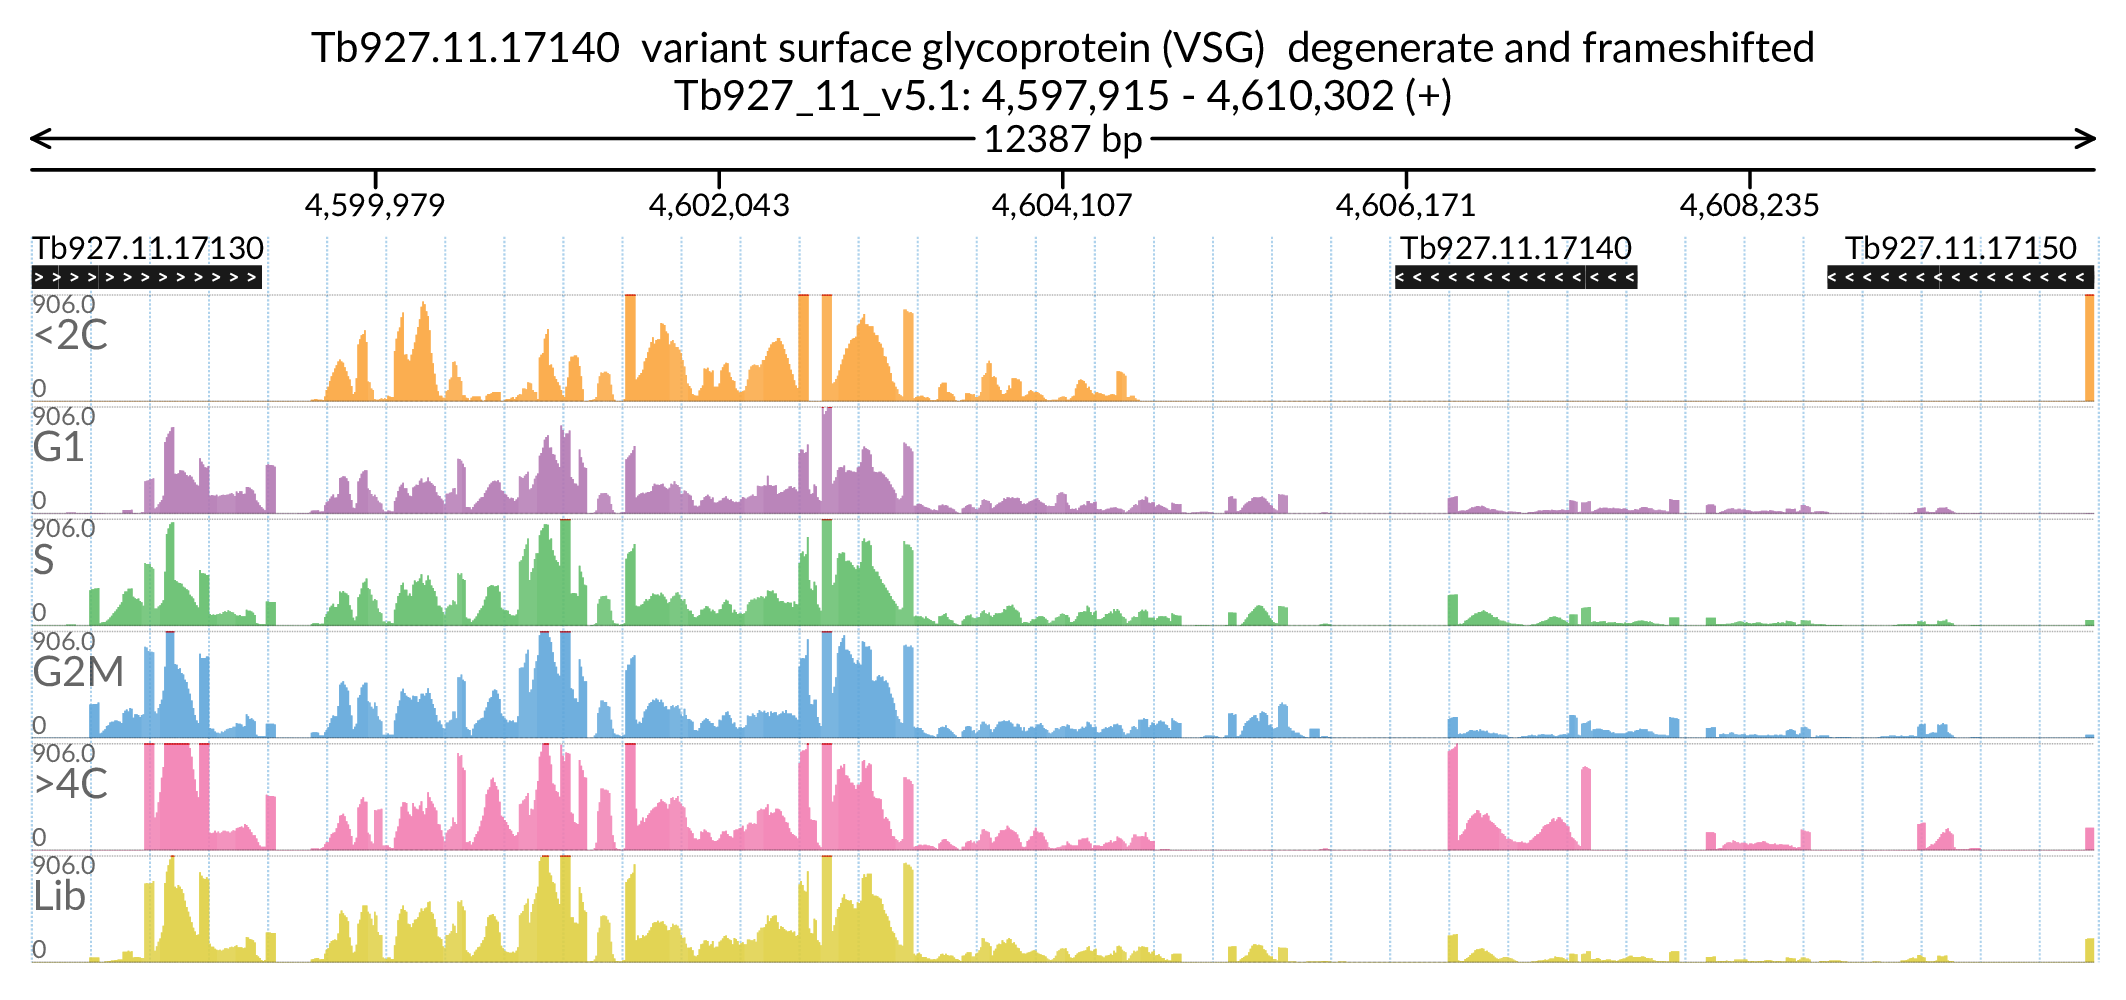 Tb927.11.17140 variant surface glycoprotein (VSG) degenerate and frameshifted
Tb927_11_v5.1: 4,597,915 - 4,610,302 (+)
12387 bp
4,599,979 4,602,043 4,604,107 4,606,171 4,608,235
Tb927.11.17130 Tb927.11.17140 Tb927.11.17150
906.0
<2C
0
906.0
G1
0
906.0
S
0
906.0
G2M
0
906.0
>4C
0
906.0
Lib
0